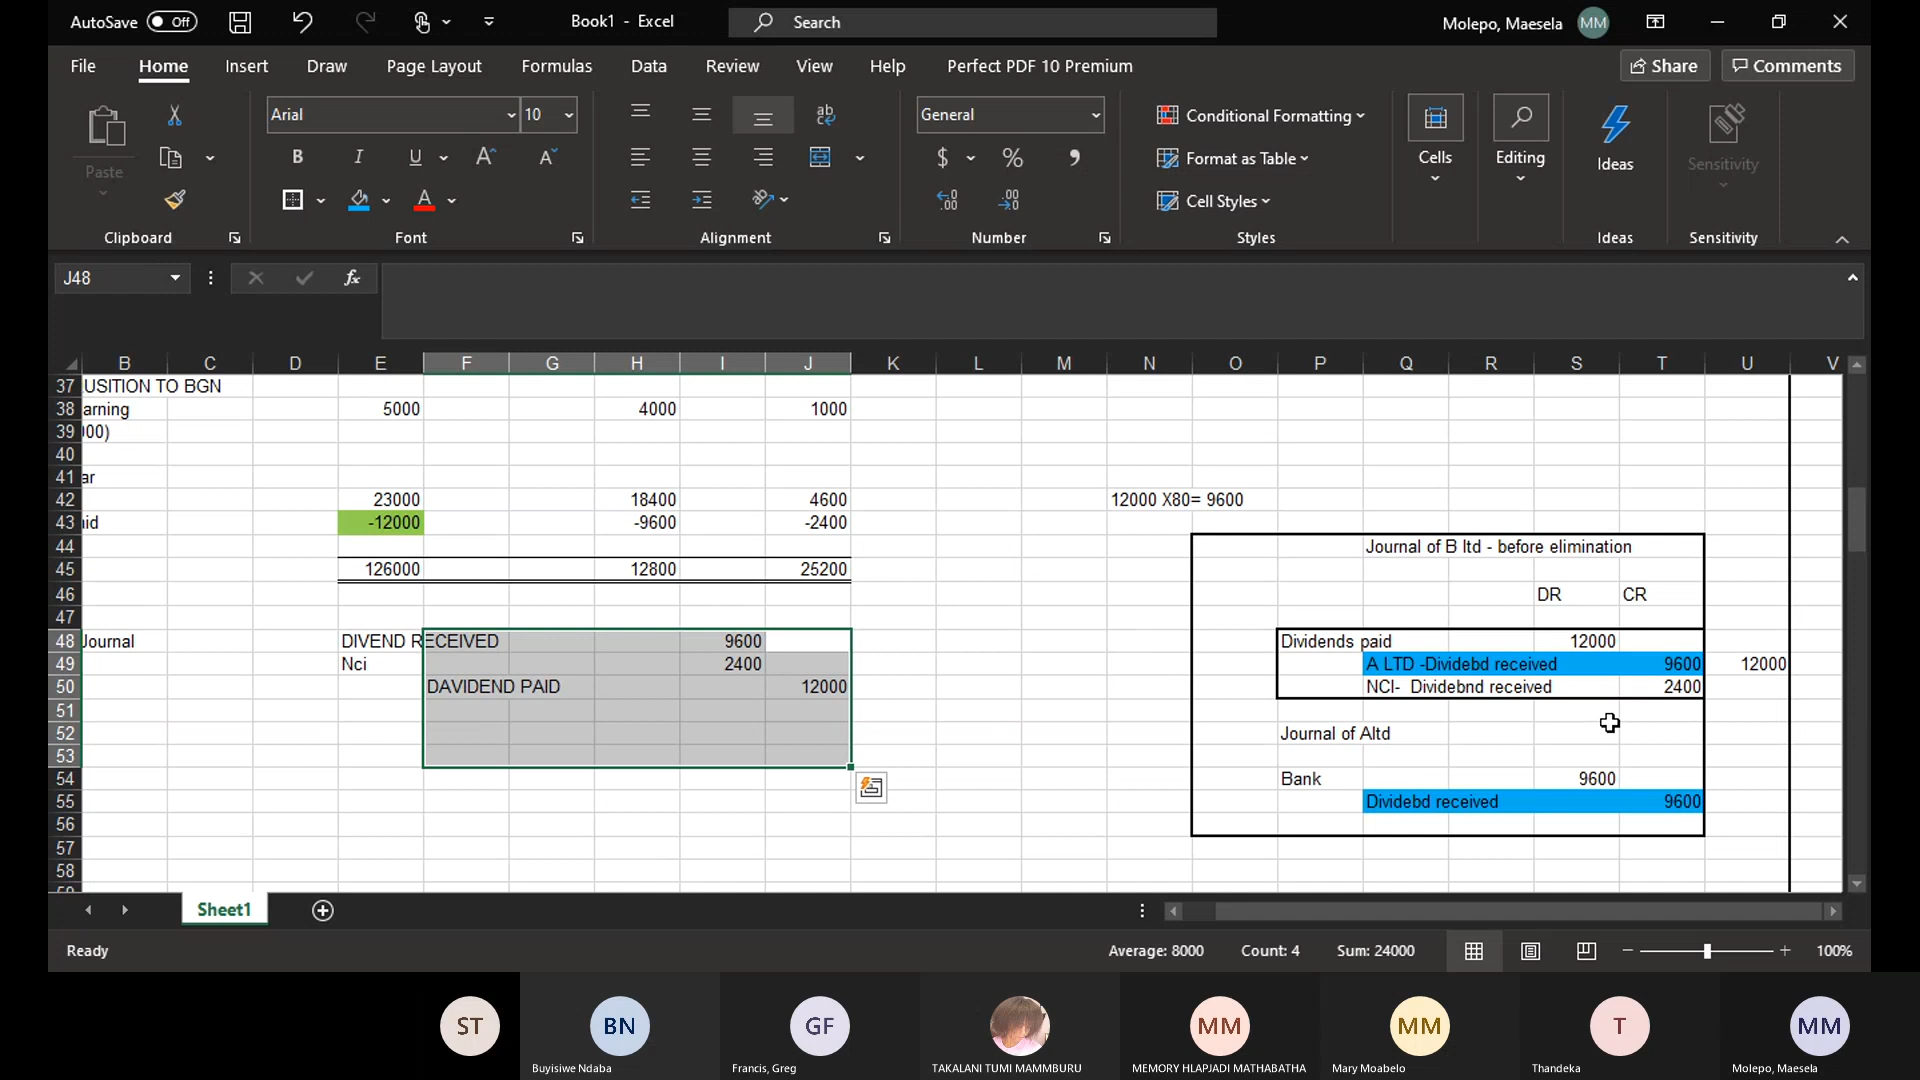 AutoSave Off Book1 - Excel Search Molepo, Maesela MM
File Home Insert Draw Page Layout Formulas Data Review View Help Perfect PDF 10 Premium Share Comments
Arial 10 ab General Conditional Formatting
Paste B I U A A $ % , Format as Table Cells Editing Ideas Sensitivity
A ab .00 .00 Cell Styles
Clipboard Font Alignment Number Styles Ideas Sensitivity
J48 fx
B C D E F G H I J K L M N O P Q R S T U V
37 USITION TO BGN
38 arning 5000 4000 1000
39 000)
40
41 ar
42 23000 18400 4600 12000 X80= 9600
43 id -12000 -9600 -2400
44 Journal of B ltd - before elimination
45 126000 12800 25200
46 DR CR
47
48 Journal DIVEND RECEIVED 9600 Dividends paid 12000
49 Nci 2400 A LTD -Dividebd received 9600 12000
50 DAVIDEND PAID 12000 NCI- Dividebnd received 2400
51
52 Journal of Altd
53
54 Bank 9600
55 Dividebd received 9600
56
57
58
Sheet1
Ready Average: 8000 Count: 4 Sum: 24000 100%
ST BN GF MM MM T MM
Buyisiwe Ndaba Francis, Greg TAKALANI TUMI MAMMBURU MEMORY HLAPJADI MATHABATHA Mary Moabelo Thandeka Molepo, Maesela